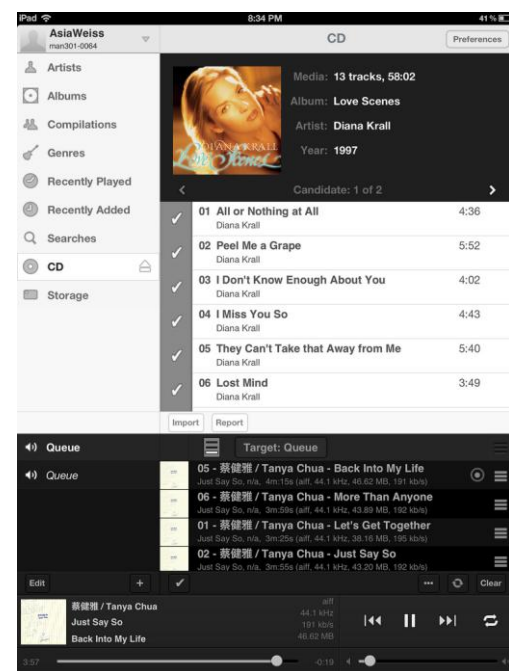 iPad
8:34 PM
41%
AsiaWeiss
man301-0064
CD
Preferences
Artists
Albums
Compilations
Genres
Recently Played
Recently Added
Searches
CD
Storage
DIANA KRALL
Love Scenes
Media: 13 tracks, 58:02
Album: Love Scenes
Artist: Diana Krall
Year: 1997
Candidate: 1 of 2
01 All or Nothing at All 4:36
Diana Krall
02 Peel Me a Grape 5:52
Diana Krall
03 I Don't Know Enough About You 4:02
Diana Krall
04 I Miss You So 4:43
Diana Krall
05 They Can't Take that Away from Me 5:40
Diana Krall
06 Lost Mind 3:49
Diana Krall
Import Report
Queue
Target: Queue
Queue
05 - 蔡健雅 / Tanya Chua - Back Into My Life
Just Say So, n/a, 4m:15s (aiff, 44.1 kHz, 46.62 MB, 191 kb/s)
06 - 蔡健雅 / Tanya Chua - More Than Anyone
Just Say So, n/a, 3m:59s (aiff, 44.1 kHz, 43.89 MB, 192 kb/s)
01 - 蔡健雅 / Tanya Chua - Let's Get Together
Just Say So, n/a, 3m:25s (aiff, 44.1 kHz, 38.16 MB, 195 kb/s)
02 - 蔡健雅 / Tanya Chua - Just Say So
Just Say So, n/a, 3m:55s (aiff, 44.1 kHz, 43.20 MB, 192 kb/s)
Edit + Clear
蔡健雅 / Tanya Chua
Just Say So
Back Into My Life
aiff
44.1 kHz
191 kb/s
46.62 MB
3:57
-0:19